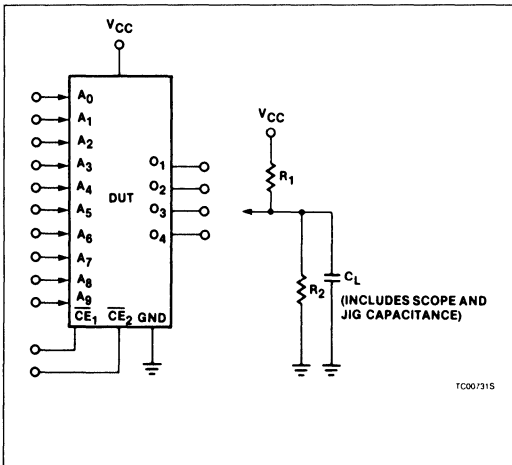 VCC
A0
A1
A2
A3
A4
A5
A6
A7
A8
A9
DUT
O1
O2
O3
O4
CE1 CE2 GND
VCC
R1
R2
CL
(INCLUDES SCOPE AND
JIG CAPACITANCE)
TC00731S